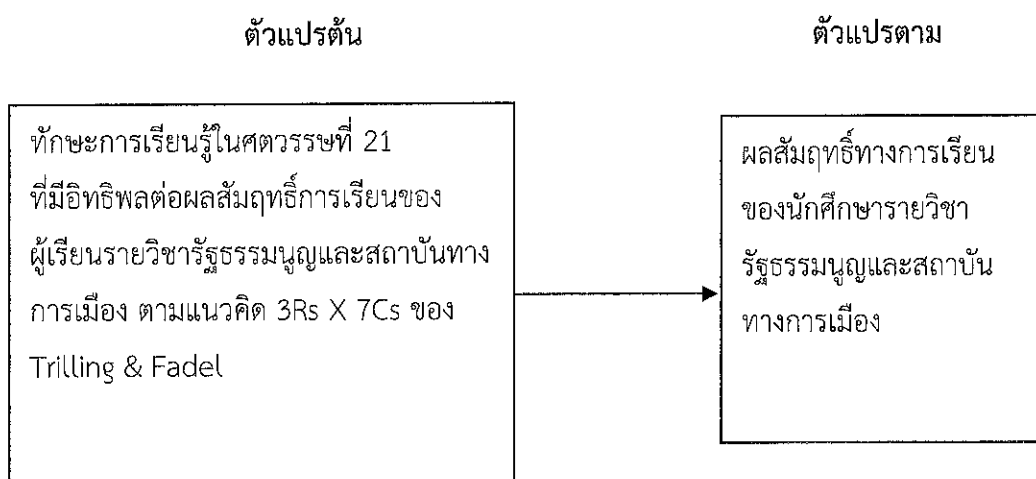 ตัวแปรต้น
ตัวแปรตาม
ทักษะการเรียนรู้ในศตวรรษที่ 21
ที่มีอิทธิพลต่อผลสัมฤทธิ์การเรียนของ
ผู้เรียนรายวิชารัฐธรรมนูญและสถาบันทาง
การเมือง ตามแนวคิด 3Rs X 7Cs ของ
Trilling & Fadel
ผลสัมฤทธิ์ทางการเรียน
ของนักศึกษารายวิชา
รัฐธรรมนูญและสถาบัน
ทางการเมือง